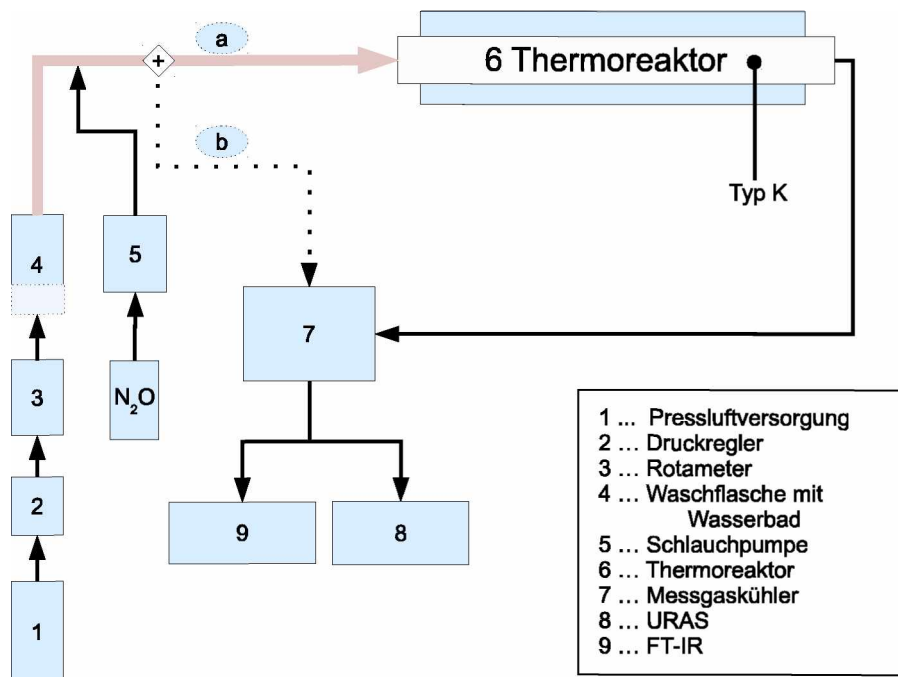 a
6 Thermoreaktor
b
Typ K
4
5
7
3
N₂O
2
9
8
1
1 ... Pressluftversorgung
2 ... Druckregler
3 ... Rotameter
4 ... Waschflasche mit
Wasserbad
5 ... Schlauchpumpe
6 ... Thermoreaktor
7 ... Messgaskühler
8 ... URAS
9 ... FT-IR